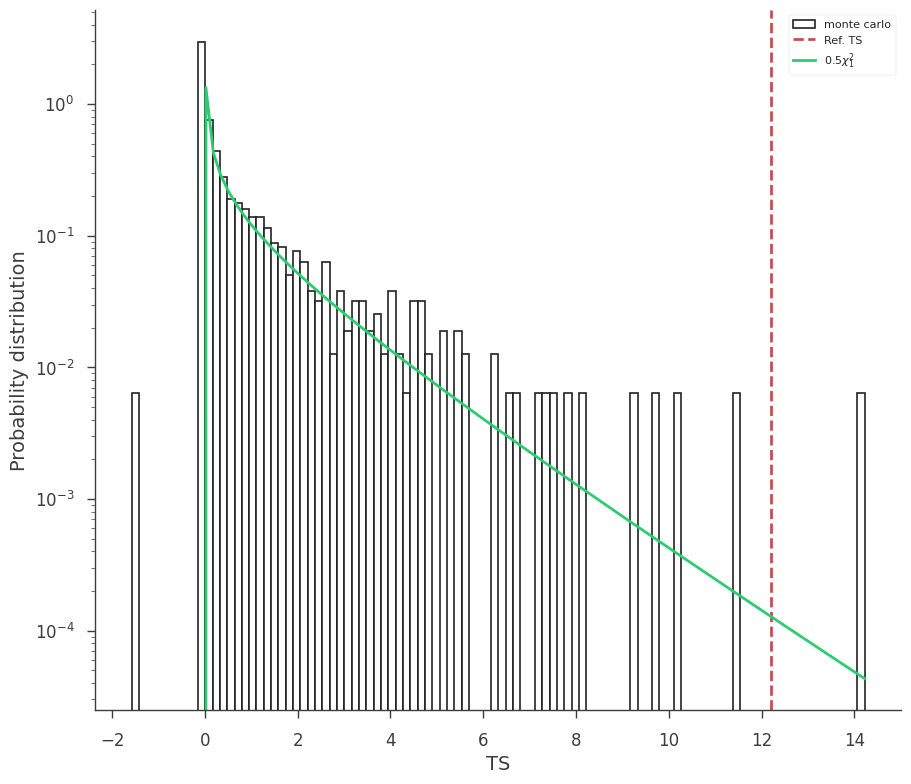 monte carlo
Ref. TS
0.5χ₁²
Probability distribution
10⁰
10⁻¹
10⁻²
10⁻³
10⁻⁴
−2 0 2 4 6 8 10 12 14
TS